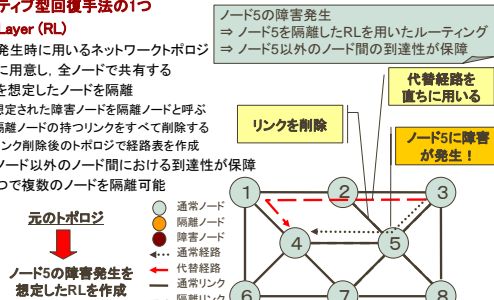 ティブ型回復手法の1つ
Layer (RL)
発生時に用いるネットワークトポロジ
に用意し，全ノードで共有する
を想定したノードを隔離
想定された障害ノードを隔離ノードと呼ぶ
隔離ノードの持つリンクをすべて削除する
リンク削除後のトポロジで経路表を作成
ノード以外のノード間における到達性が保障
つで複数のノードを隔離可能
ノード5の障害発生
⇒ ノード5を隔離したRLを用いたルーティング
⇒ ノード5以外のノード間の到達性が保障
代替経路を
直ちに用いる
リンクを削除
ノード5に障害
が発生！
元のトポロジ
ノード5の障害発生を
想定したRLを作成
通常ノード
隔離ノード
障害ノード
通常経路
代替経路
通常リンク
隔離リンク
1
2
3
4
5
6
7
8